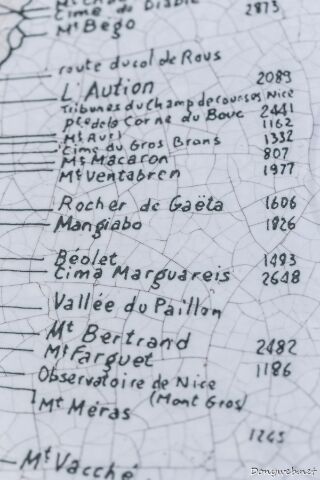 Cime du Diable 2873
Mt Bégo
route du col de Raus
L'Aution 2089
Tribunes du Champ de courses Nice
Pte de la Corne du Bouc 2441
Mt Auri 1162
Cime du Gros Brans 1332
Mt Macaron 807
Mt Ventabren 1977
Rocher de Gaëta 1606
Mangiabo 1826
Béolet 1493
Cima Marguareis 2648
Vallée du Paillon
Mt Bertrand 2482
Mt Farguet 1186
Observatoire de Nice
(Mont Gros)
Mt Méras
1265
Mt Vacché
Donyweb.net